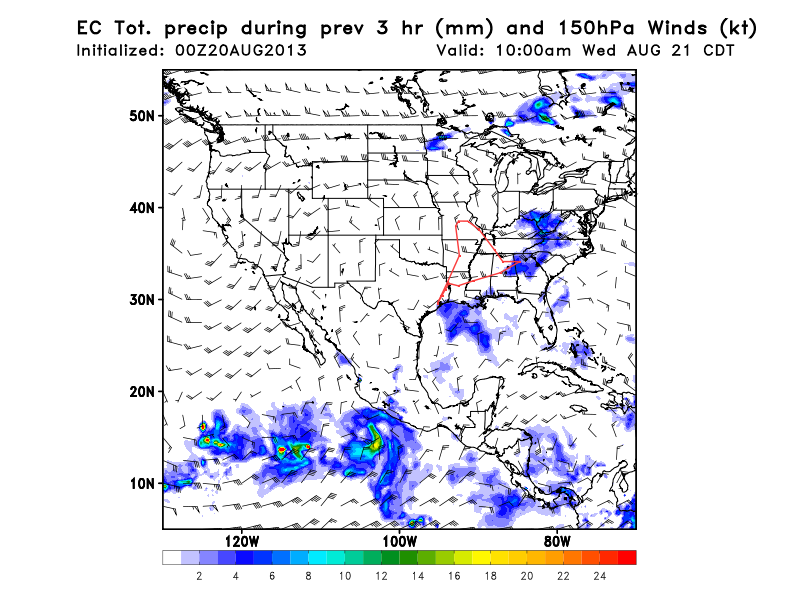 EC Tot. precip during prev 3 hr (mm) and 150hPa Winds (kt)
Initialized: 00Z20AUG2013 Valid: 10:00am Wed AUG 21 CDT
50N
40N
30N
20N
10N
120W 100W 80W
2 4 6 8 10 12 14 16 18 20 22 24